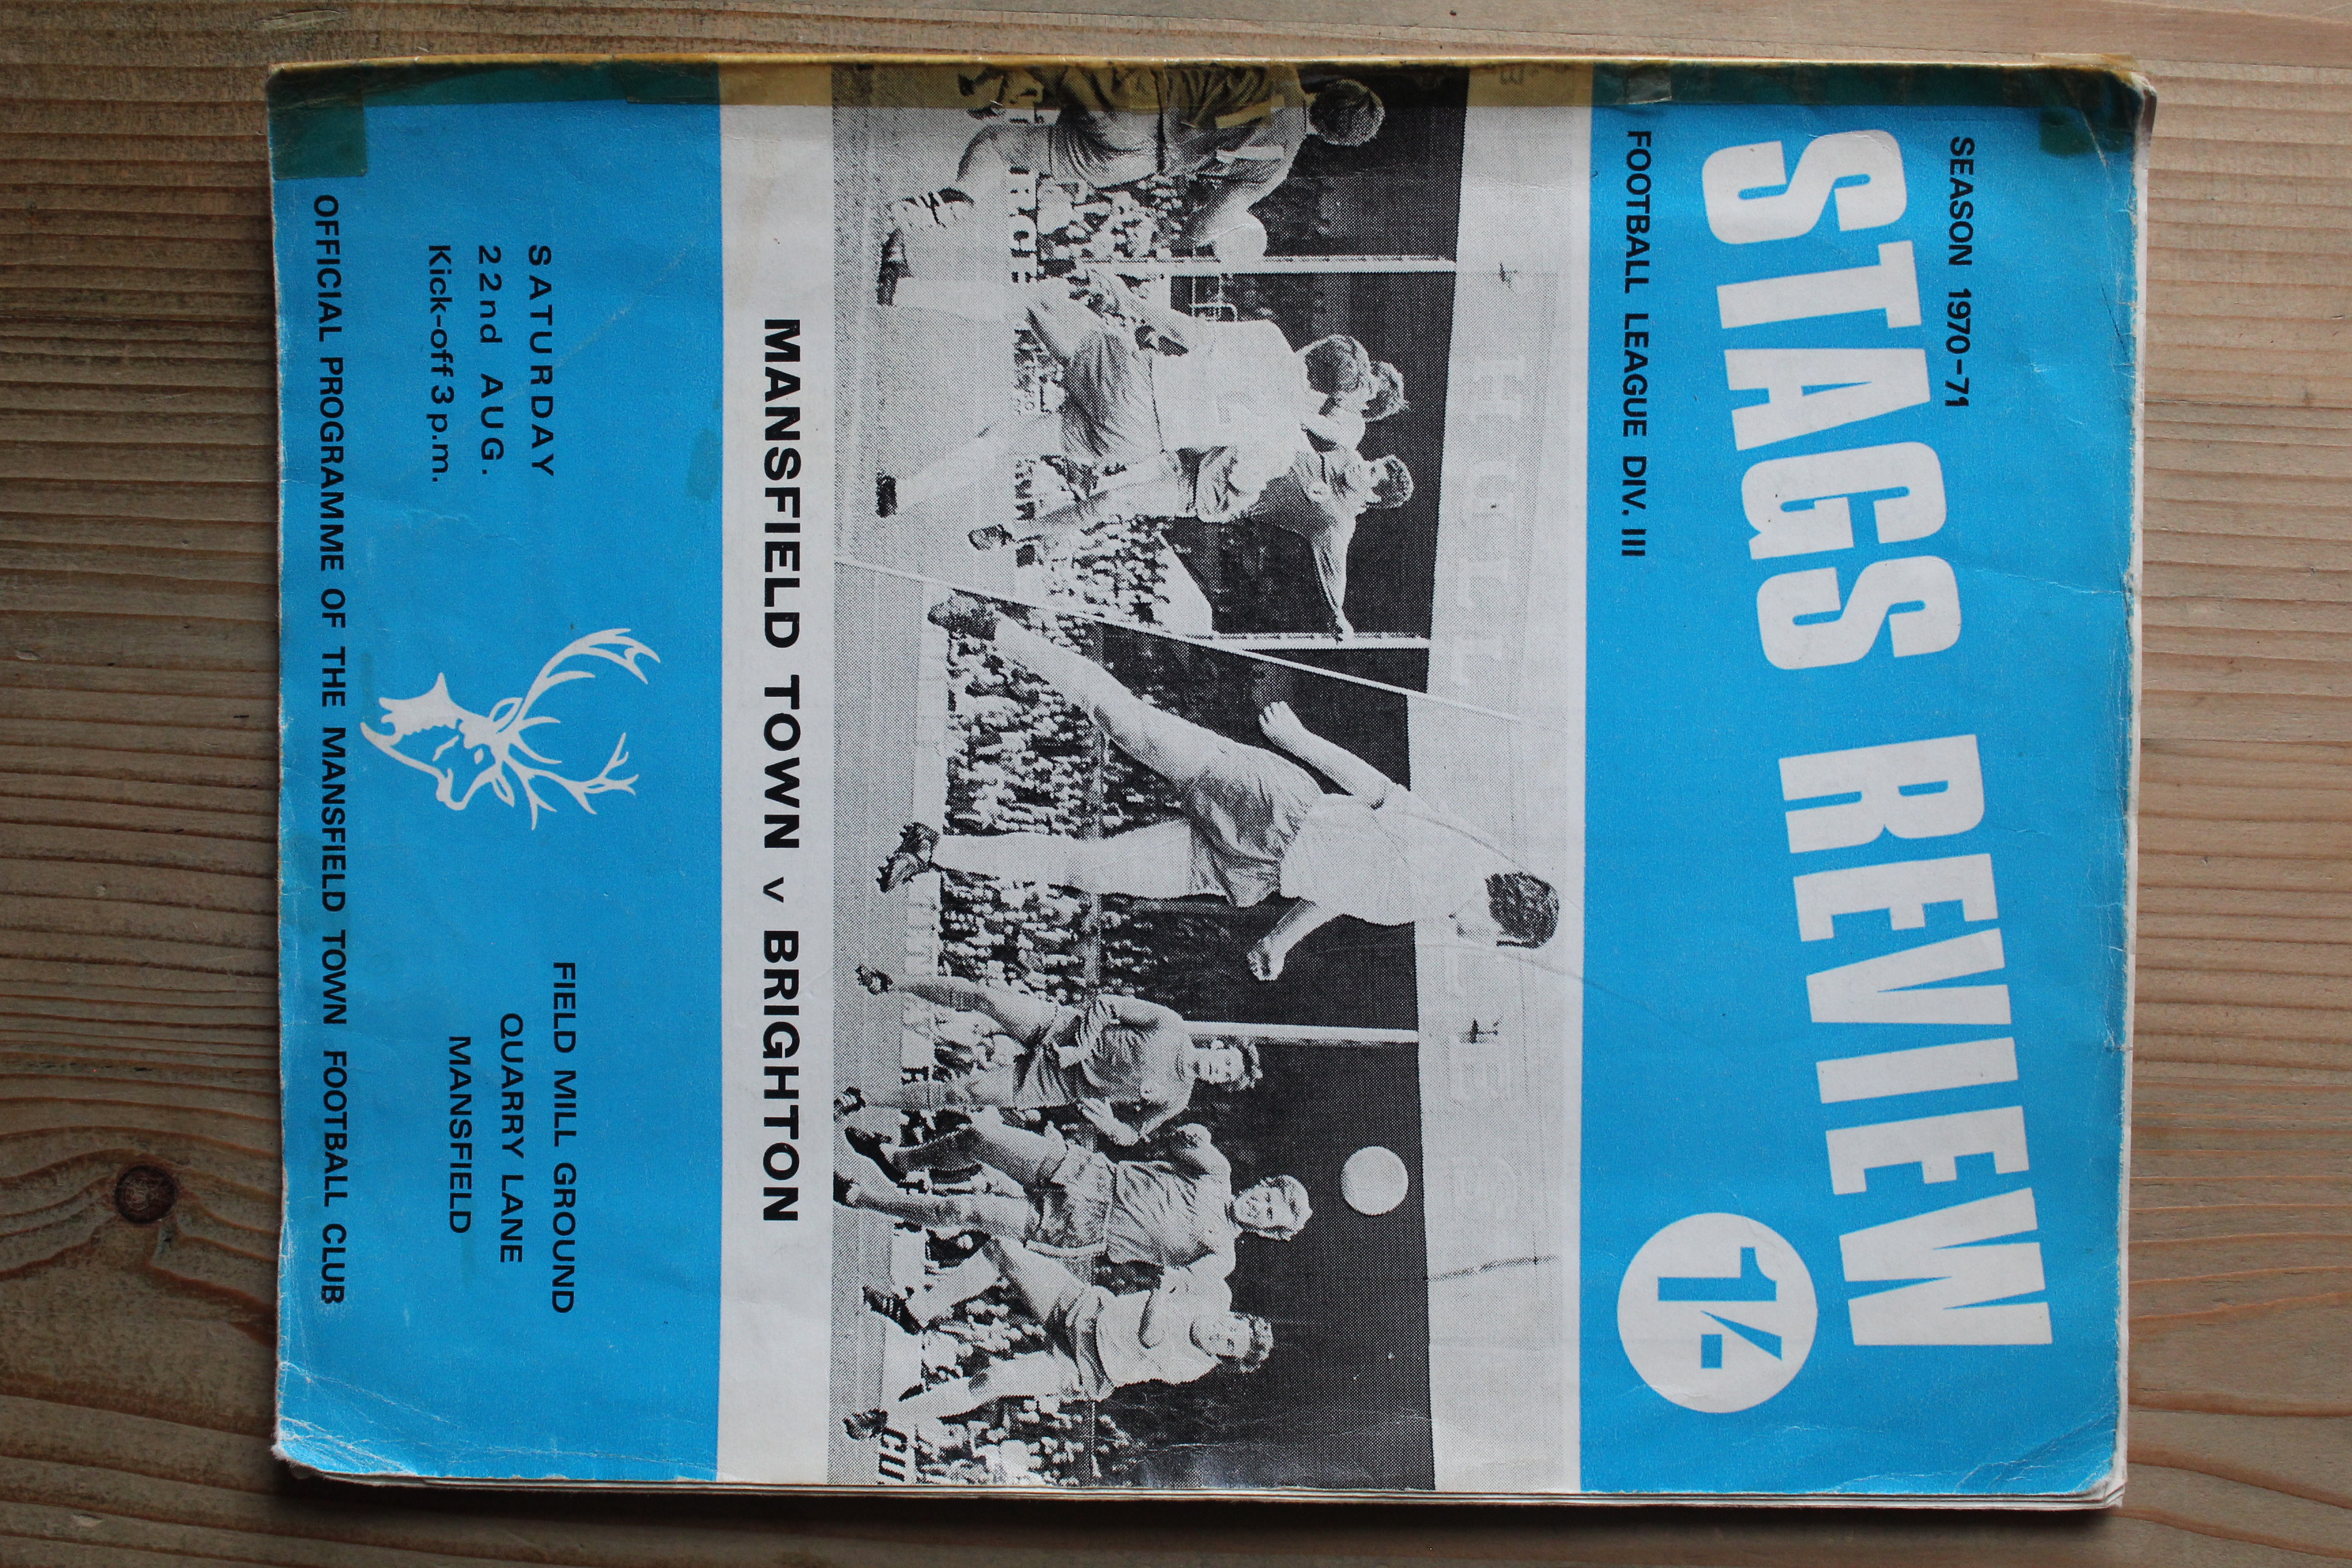 SEASON 1970-71
STAGS REVIEW
FOOTBALL LEAGUE DIV. III
1/-
MANSFIELD TOWN v BRIGHTON
SATURDAY
22nd AUG.
Kick-off 3 p.m.
FIELD MILL GROUND
QUARRY LANE
MANSFIELD
OFFICIAL PROGRAMME OF THE MANSFIELD TOWN FOOTBALL CLUB